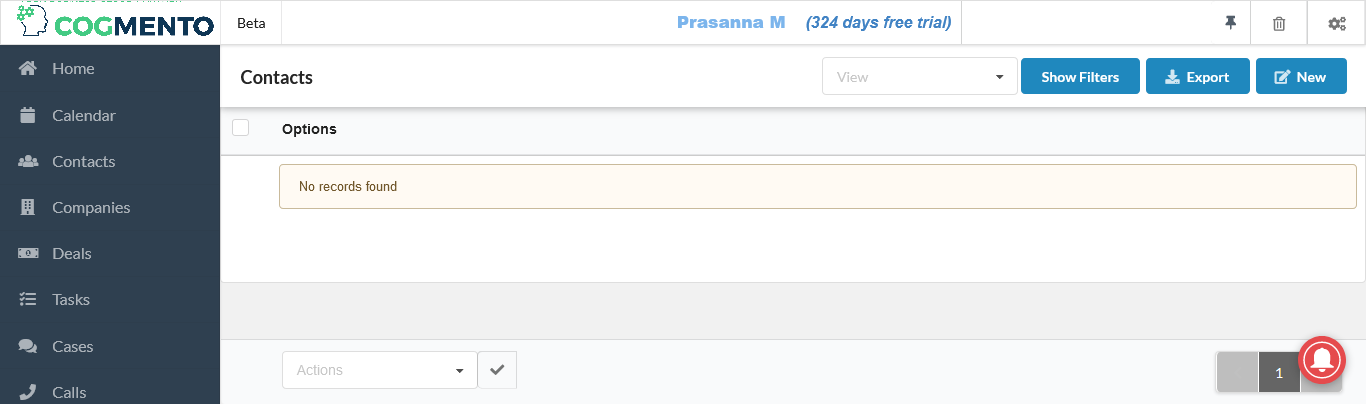 COGMENTO
Beta
Prasanna M (324 days free trial)
Home
Calendar
Contacts
Companies
Deals
Tasks
Cases
Calls
Contacts
View
Show Filters
Export
New
Options
No records found
Actions
1